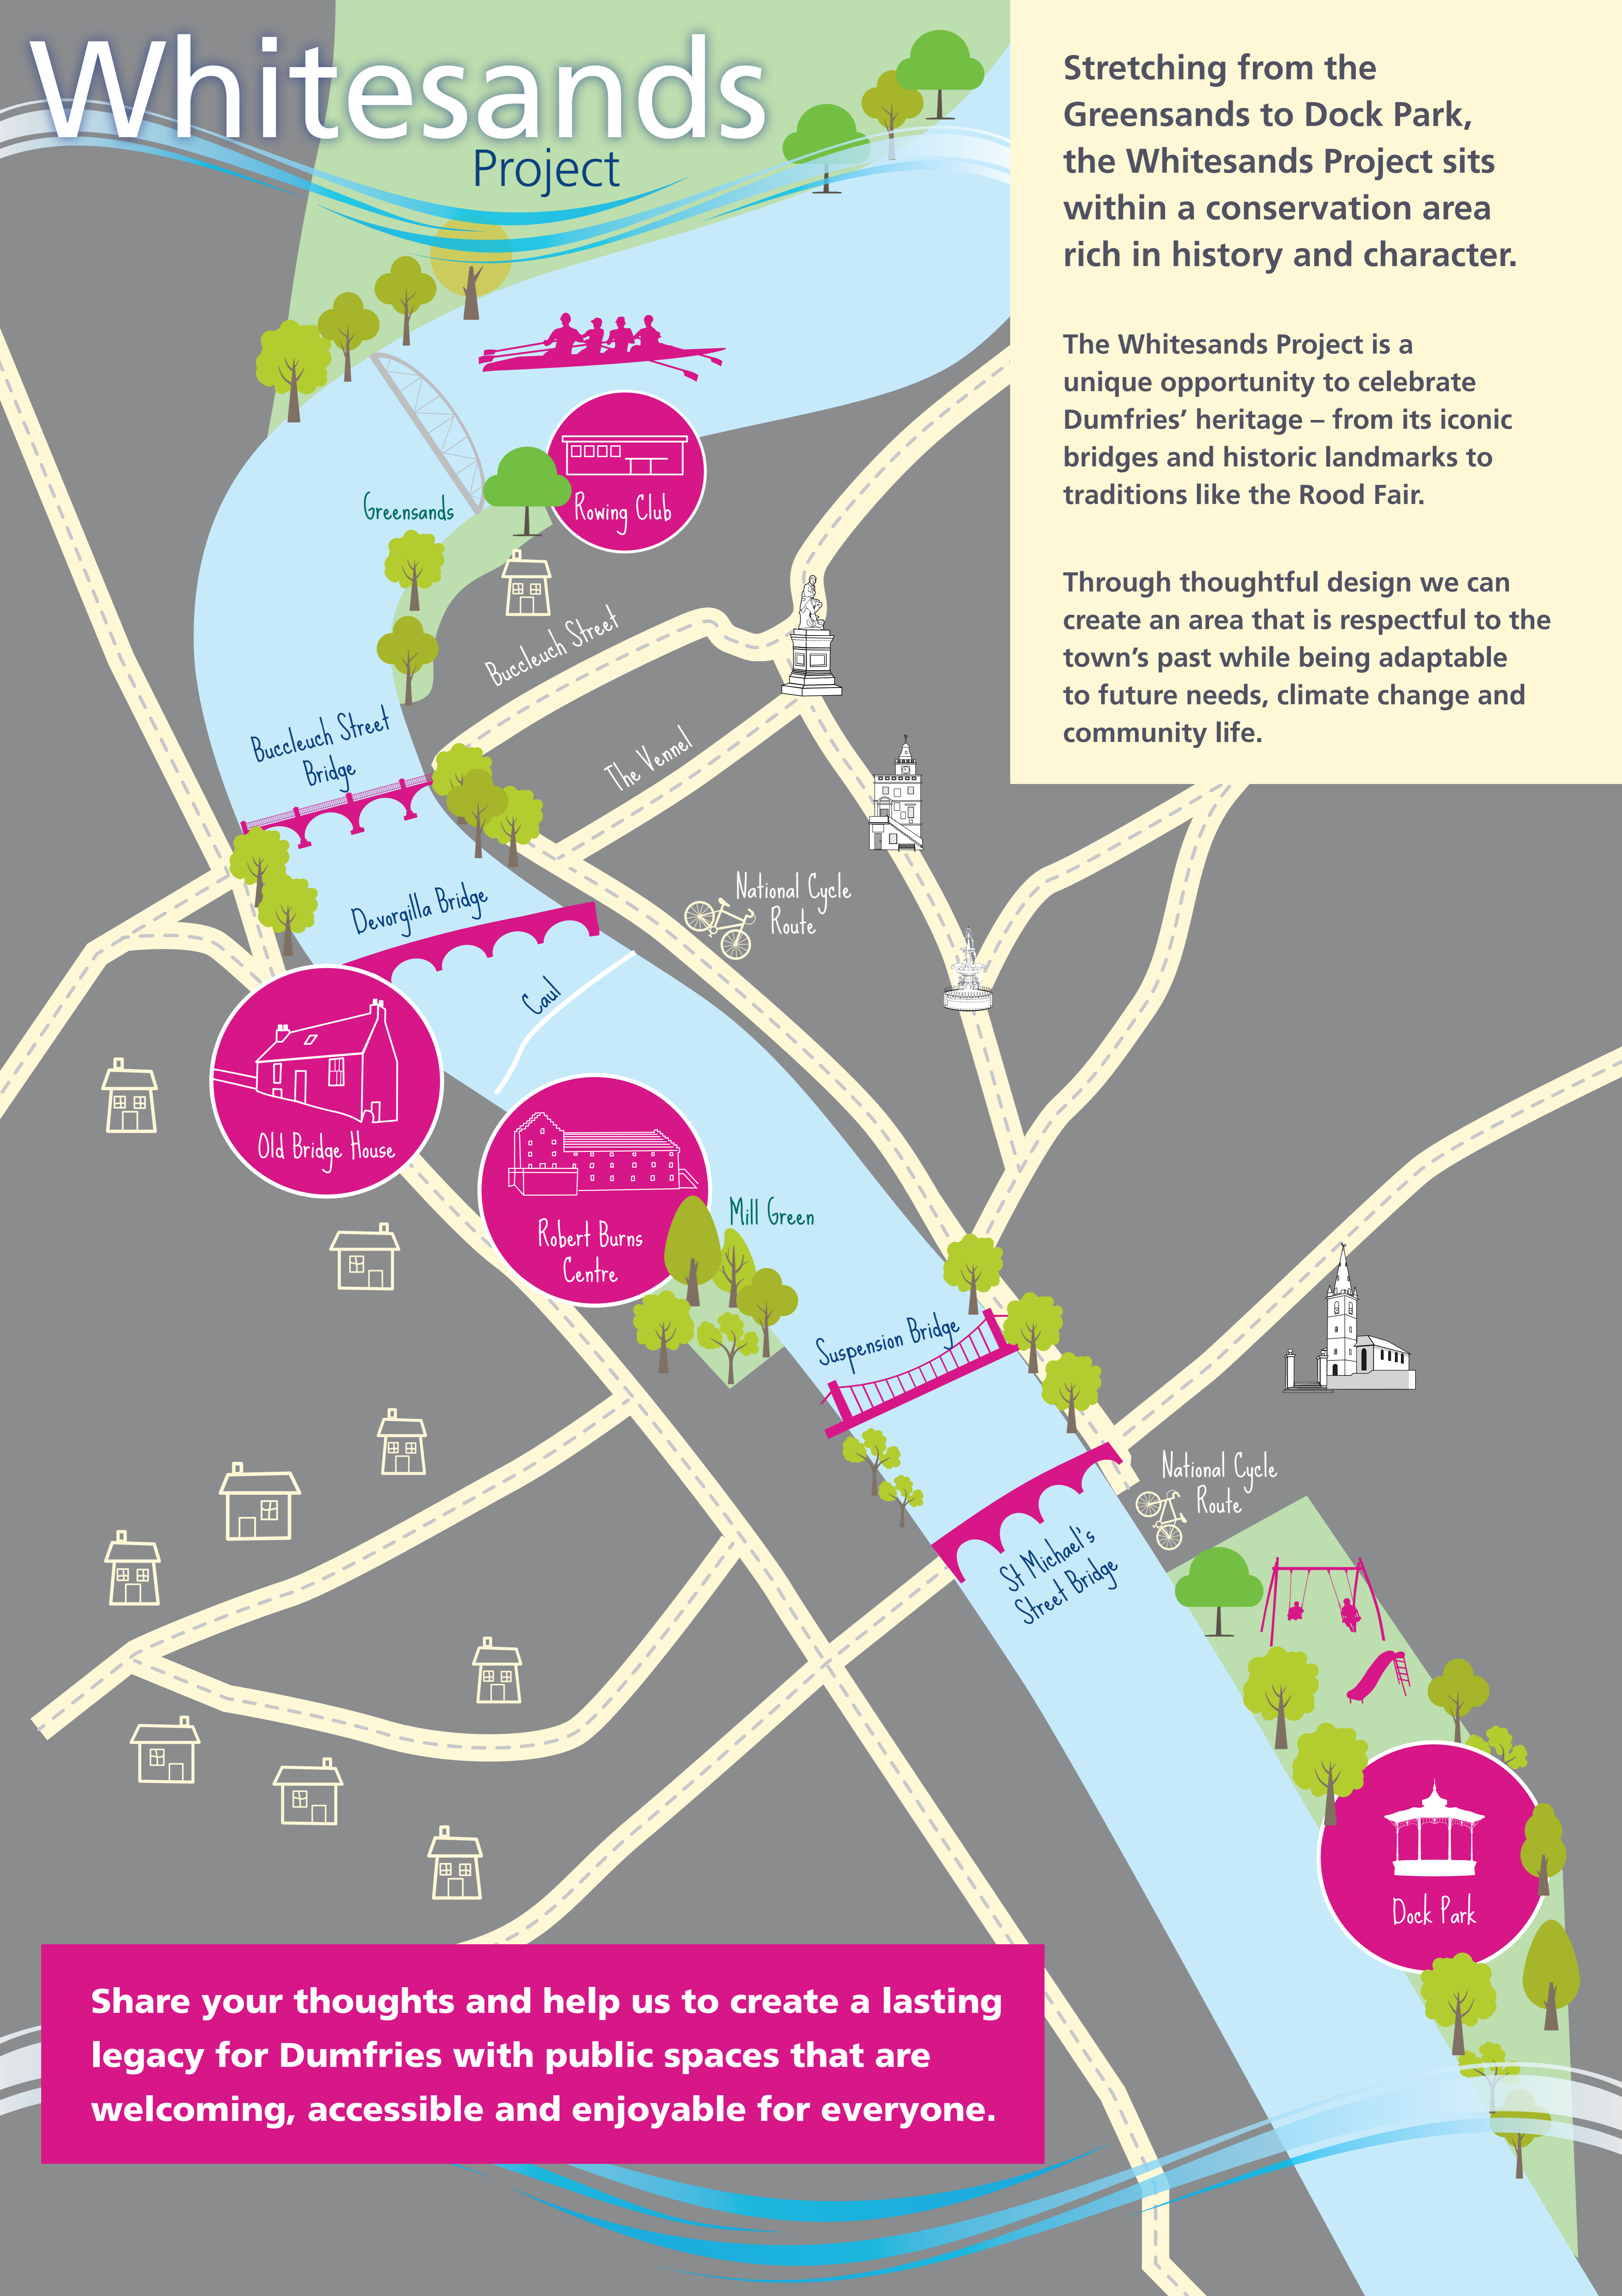 Whitesands
Project
Stretching from the
Greensands to Dock Park,
the Whitesands Project sits
within a conservation area
rich in history and character.
The Whitesands Project is a
unique opportunity to celebrate
Dumfries’ heritage – from its iconic
bridges and historic landmarks to
traditions like the Rood Fair.
Through thoughtful design we can
create an area that is respectful to the
town’s past while being adaptable
to future needs, climate change and
community life.
Rowing Club
Greensands
Buccleuch Street
Buccleuch Street
Bridge
The Vennel
National Cycle
Route
Devorgilla Bridge
Caul
Old Bridge House
Robert Burns
Centre
Mill Green
Suspension Bridge
National Cycle
Route
St Michael's
Street Bridge
Dock Park
Share your thoughts and help us to create a lasting
legacy for Dumfries with public spaces that are
welcoming, accessible and enjoyable for everyone.